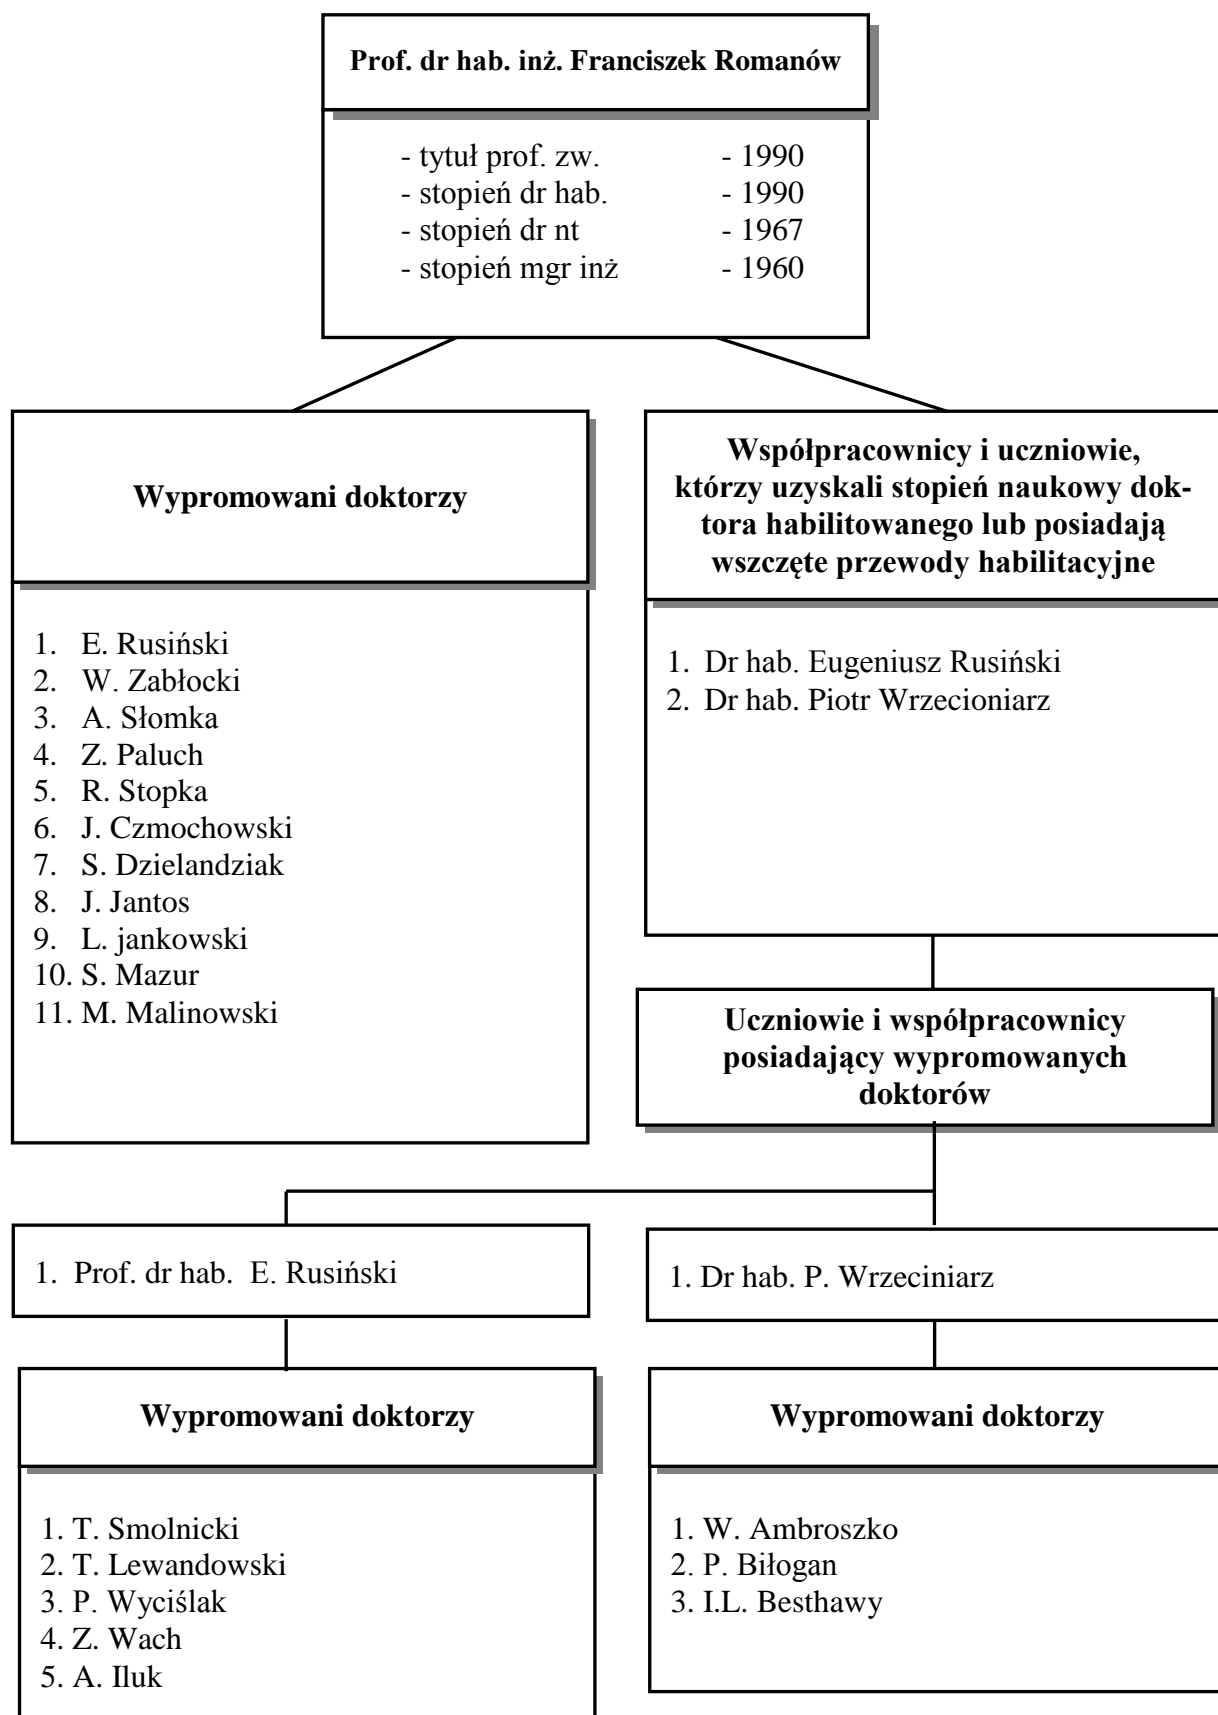 Prof. dr hab. inż. Franciszek Romanów
- tytuł prof. zw. - 1990
- stopień dr hab. - 1990
- stopień dr nt - 1967
- stopień mgr inż - 1960
Wypromowani doktorzy
1. E. Rusiński
2. W. Zabłocki
3. A. Słomka
4. Z. Paluch
5. R. Stopka
6. J. Czmochowski
7. S. Dzielandziak
8. J. Jantos
9. L. jankowski
10. S. Mazur
11. M. Malinowski
Współpracownicy i uczniowie,
którzy uzyskali stopień naukowy dok-
tora habilitowanego lub posiadają
wszczęte przewody habilitacyjne
1. Dr hab. Eugeniusz Rusiński
2. Dr hab. Piotr Wrzecioniarz
Uczniowie i współpracownicy
posiadający wypromowanych
doktorów
1. Prof. dr hab. E. Rusiński
Wypromowani doktorzy
1. T. Smolnicki
2. T. Lewandowski
3. P. Wyciślak
4. Z. Wach
5. A. Iluk
1. Dr hab. P. Wrzeciniarz
Wypromowani doktorzy
1. W. Ambroszko
2. P. Biłogan
3. I.L. Besthawy